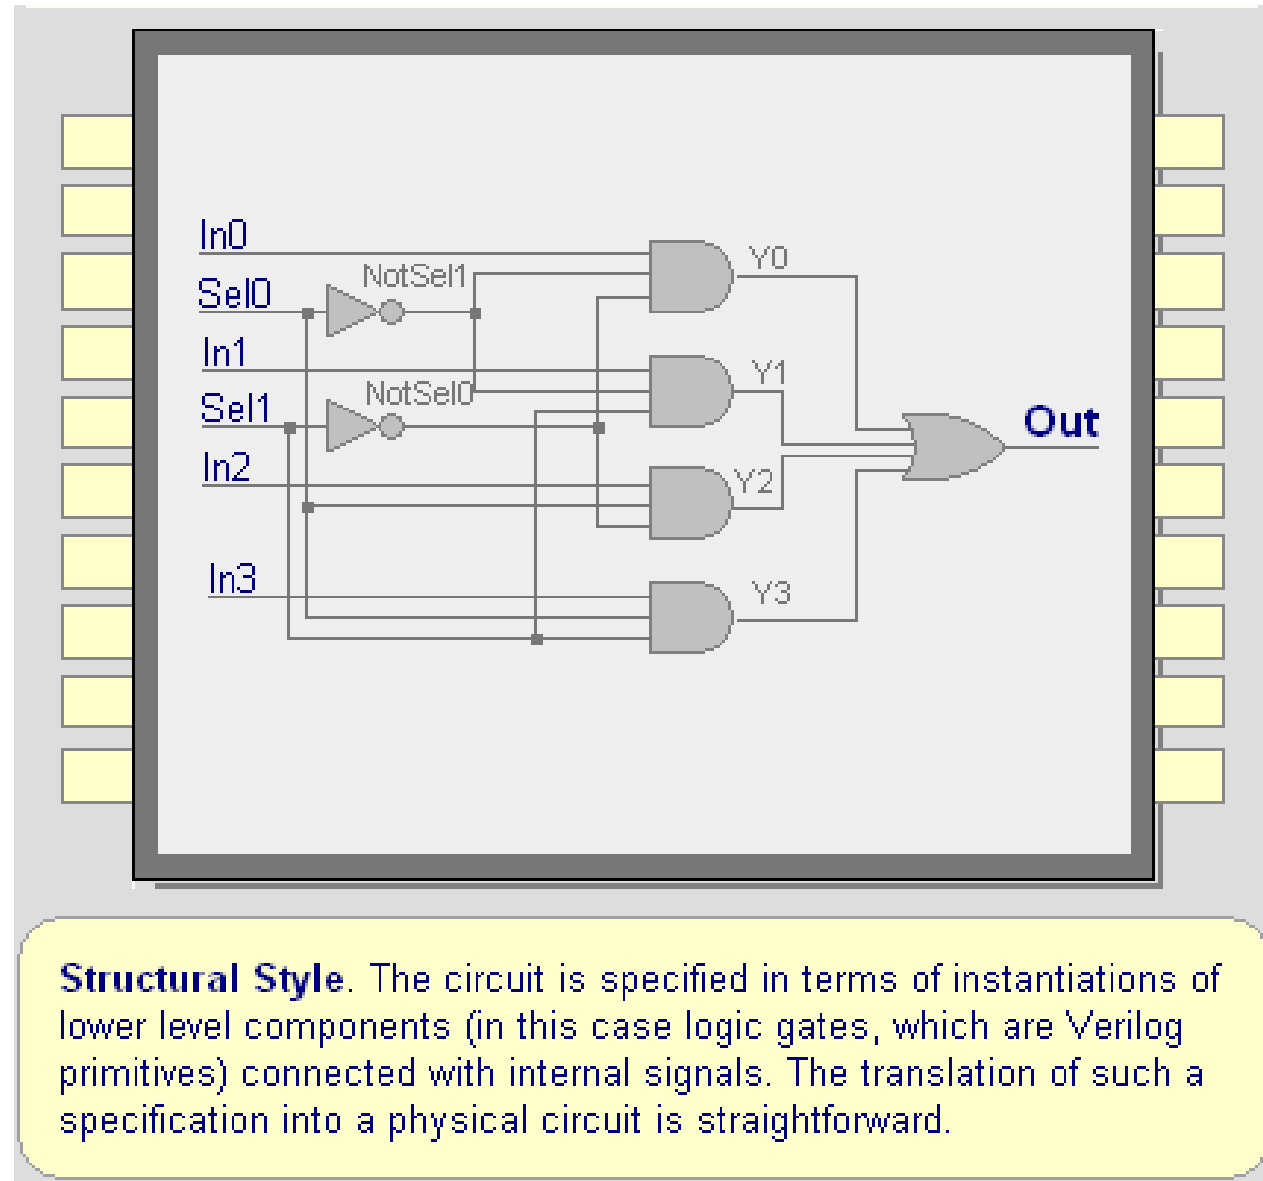 In0
Y0
NotSel1
Sel0
In1
Y1
NotSel0
Sel1
Out
In2
Y2
In3
Y3
Structural Style. The circuit is specified in terms of instantiations of
lower level components (in this case logic gates, which are Verilog
primitives) connected with internal signals. The translation of such a
specification into a physical circuit is straightforward.